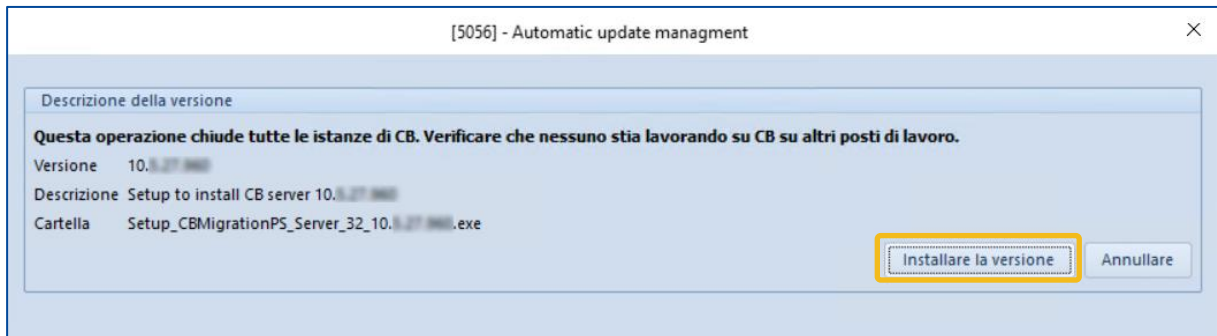 [5056] - Automatic update managment
Descrizione della versione
Questa operazione chiude tutte le istanze di CB. Verificare che nessuno stia lavorando su CB su altri posti di lavoro.
Versione 10.
Descrizione Setup to install CB server 10.
Cartella Setup_CBMigrationPS_Server_32_10. .exe
Installare la versione Annullare